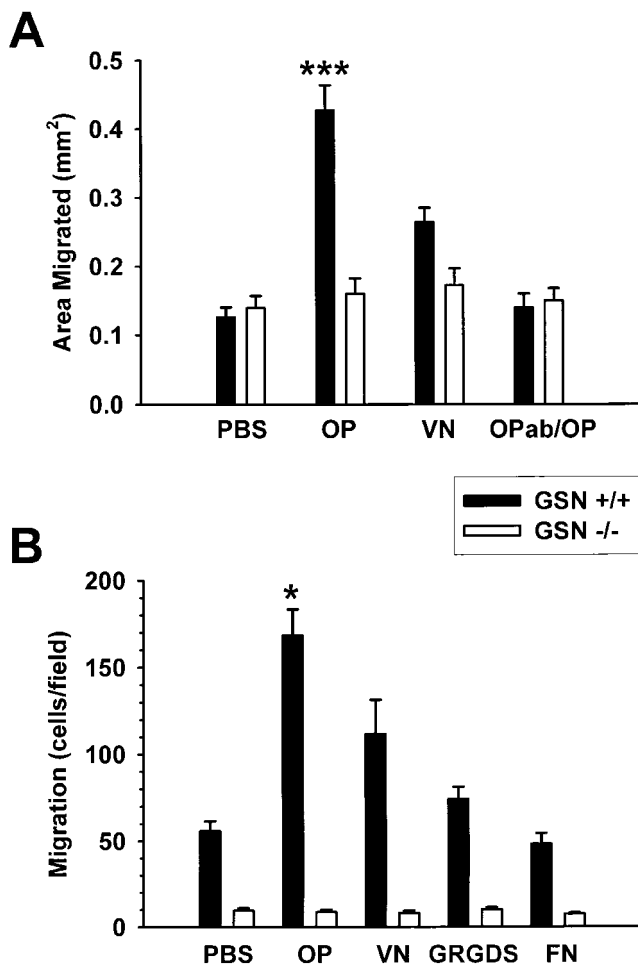 A
Area Migrated (mm²)
0.5
0.4
0.3
0.2
0.1
0.0
***
PBS OP VN OPab/OP
GSN +/+
GSN -/-
B
Migration (cells/field)
200
150
100
50
0
*
PBS OP VN GRGDS FN